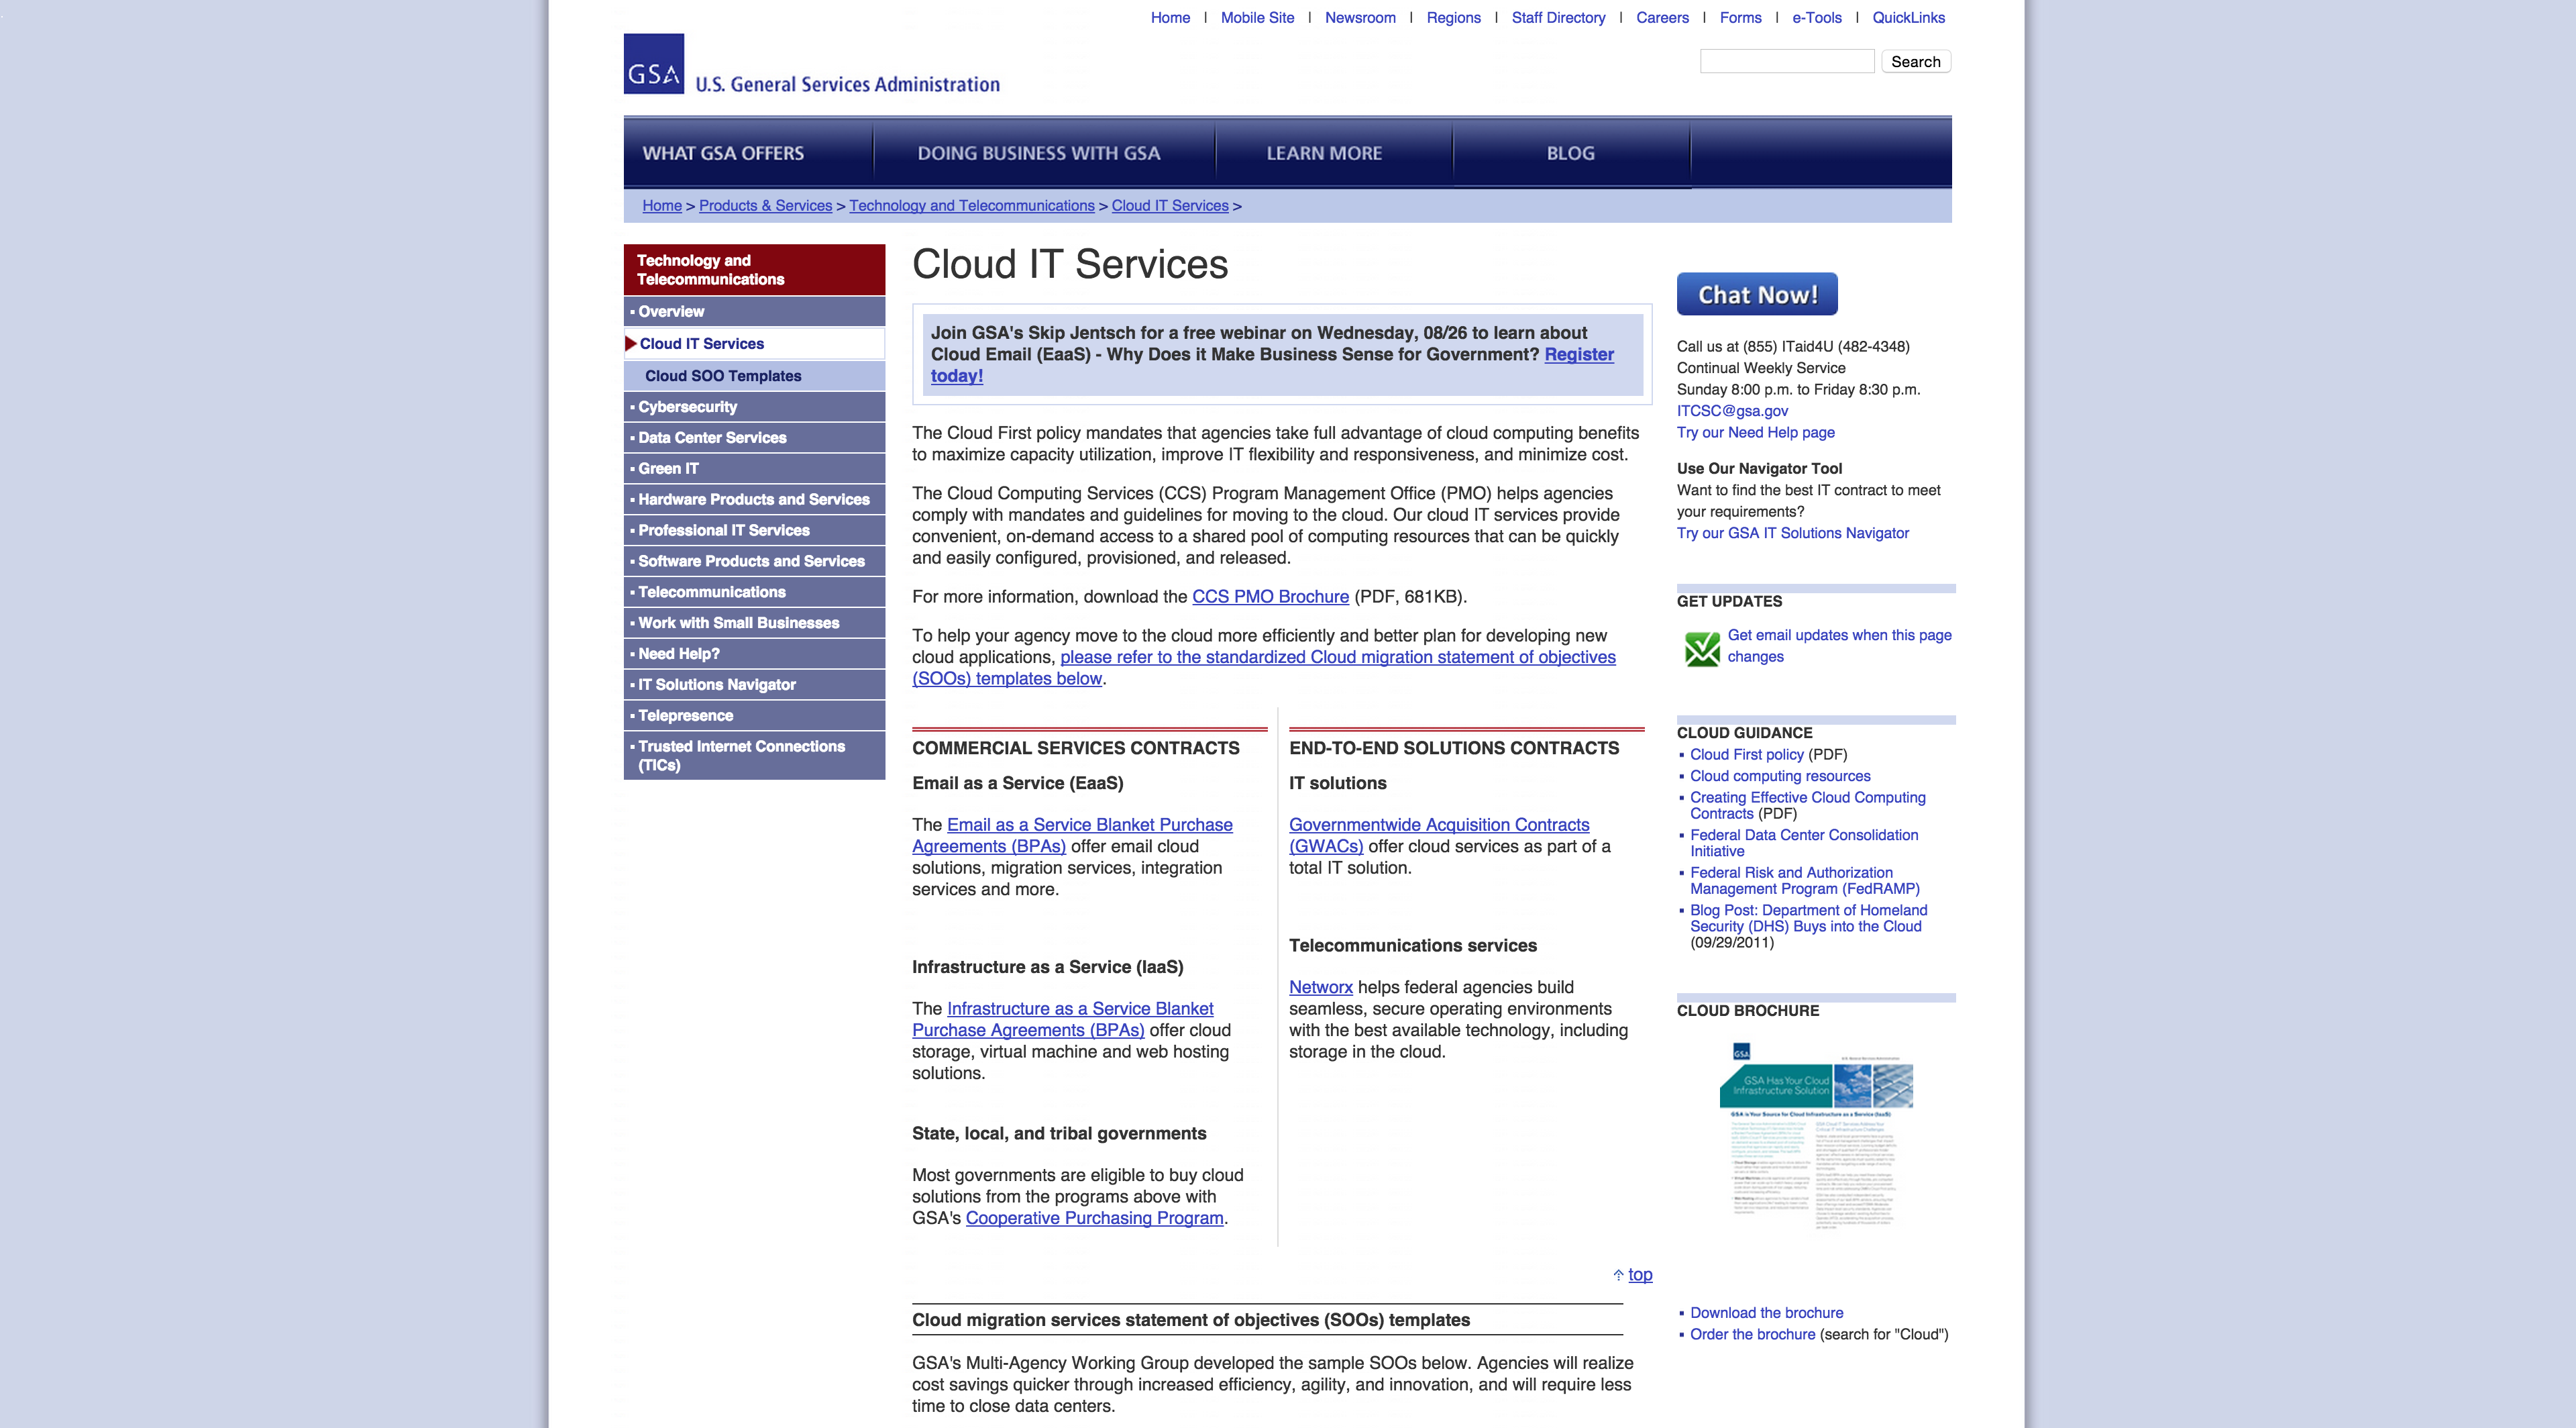 Home | Mobile Site | Newsroom | Regions | Staff Directory | Careers | Forms | e-Tools | QuickLinks
Search
GSA
U.S. General Services Administration
WHAT GSA OFFERS
DOING BUSINESS WITH GSA
LEARN MORE
BLOG
Home > Products & Services > Technology and Telecommunications > Cloud IT Services >
Technology and
Telecommunications
Overview
Cloud IT Services
Cloud SOO Templates
Cybersecurity
Data Center Services
Green IT
Hardware Products and Services
Professional IT Services
Software Products and Services
Telecommunications
Work with Small Businesses
Need Help?
IT Solutions Navigator
Telepresence
Trusted Internet Connections
(TICs)
Cloud IT Services
Join GSA's Skip Jentsch for a free webinar on Wednesday, 08/26 to learn about
Cloud Email (EaaS) - Why Does it Make Business Sense for Government? Register
today!
The Cloud First policy mandates that agencies take full advantage of cloud computing benefits
to maximize capacity utilization, improve IT flexibility and responsiveness, and minimize cost.
The Cloud Computing Services (CCS) Program Management Office (PMO) helps agencies
comply with mandates and guidelines for moving to the cloud. Our cloud IT services provide
convenient, on-demand access to a shared pool of computing resources that can be quickly
and easily configured, provisioned, and released.
For more information, download the CCS PMO Brochure (PDF, 681KB).
To help your agency move to the cloud more efficiently and better plan for developing new
cloud applications, please refer to the standardized Cloud migration statement of objectives
(SOOs) templates below.
COMMERCIAL SERVICES CONTRACTS
Email as a Service (EaaS)
The Email as a Service Blanket Purchase
Agreements (BPAs) offer email cloud
solutions, migration services, integration
services and more.
Infrastructure as a Service (IaaS)
The Infrastructure as a Service Blanket
Purchase Agreements (BPAs) offer cloud
storage, virtual machine and web hosting
solutions.
State, local, and tribal governments
Most governments are eligible to buy cloud
solutions from the programs above with
GSA's Cooperative Purchasing Program.
END-TO-END SOLUTIONS CONTRACTS
IT solutions
Governmentwide Acquisition Contracts
(GWACs) offer cloud services as part of a
total IT solution.
Telecommunications services
Networx helps federal agencies build
seamless, secure operating environments
with the best available technology, including
storage in the cloud.
top
Cloud migration services statement of objectives (SOOs) templates
GSA's Multi-Agency Working Group developed the sample SOOs below. Agencies will realize
cost savings quicker through increased efficiency, agility, and innovation, and will require less
time to close data centers.
Chat Now!
Call us at (855) ITaid4U (482-4348)
Continual Weekly Service
Sunday 8:00 p.m. to Friday 8:30 p.m.
ITCSC@gsa.gov
Try our Need Help page
Use Our Navigator Tool
Want to find the best IT contract to meet
your requirements?
Try our GSA IT Solutions Navigator
GET UPDATES
Get email updates when this page
changes
CLOUD GUIDANCE
Cloud First policy (PDF)
Cloud computing resources
Creating Effective Cloud Computing
Contracts (PDF)
Federal Data Center Consolidation
Initiative
Federal Risk and Authorization
Management Program (FedRAMP)
Blog Post: Department of Homeland
Security (DHS) Buys into the Cloud
(09/29/2011)
CLOUD BROCHURE
GSA
GSA Has Your Cloud
Infrastructure Solution
GSA is Your Source for Cloud Infrastructure as a Service (IaaS)
Download the brochure
Order the brochure (search for "Cloud")